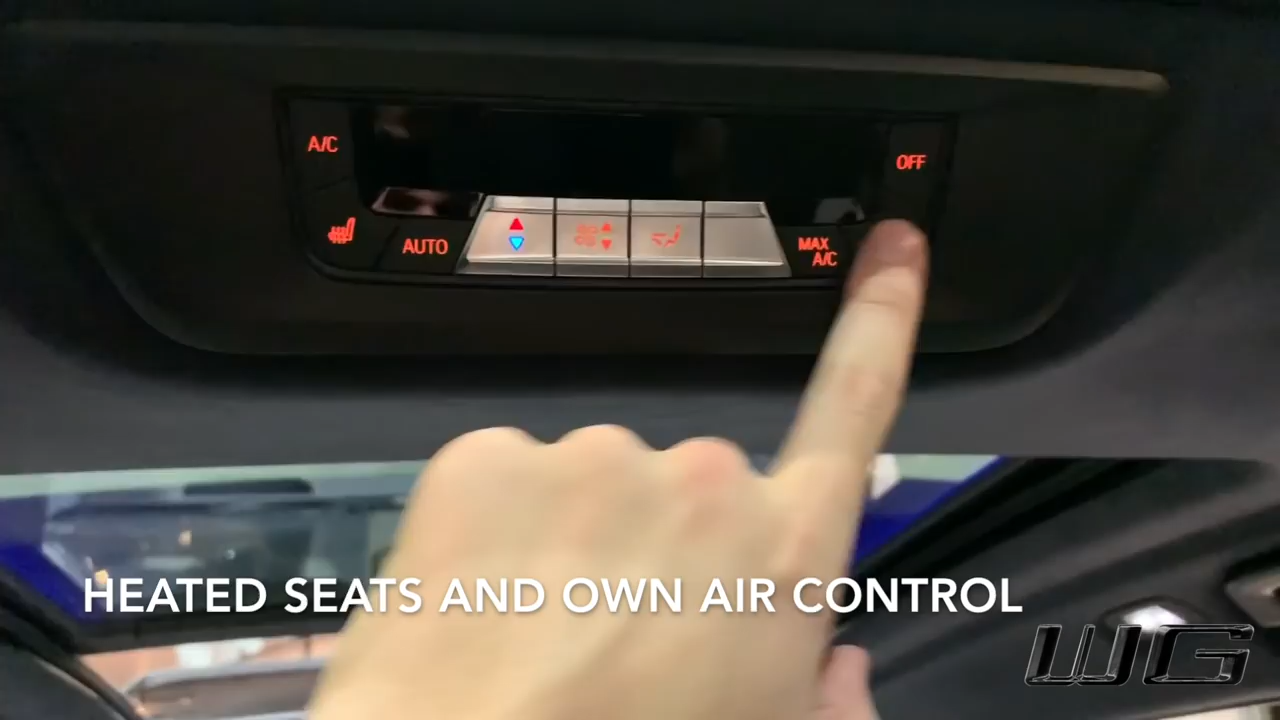 A/C
OFF
AUTO
MAX
A/C
HEATED SEATS AND OWN AIR CONTROL
WG